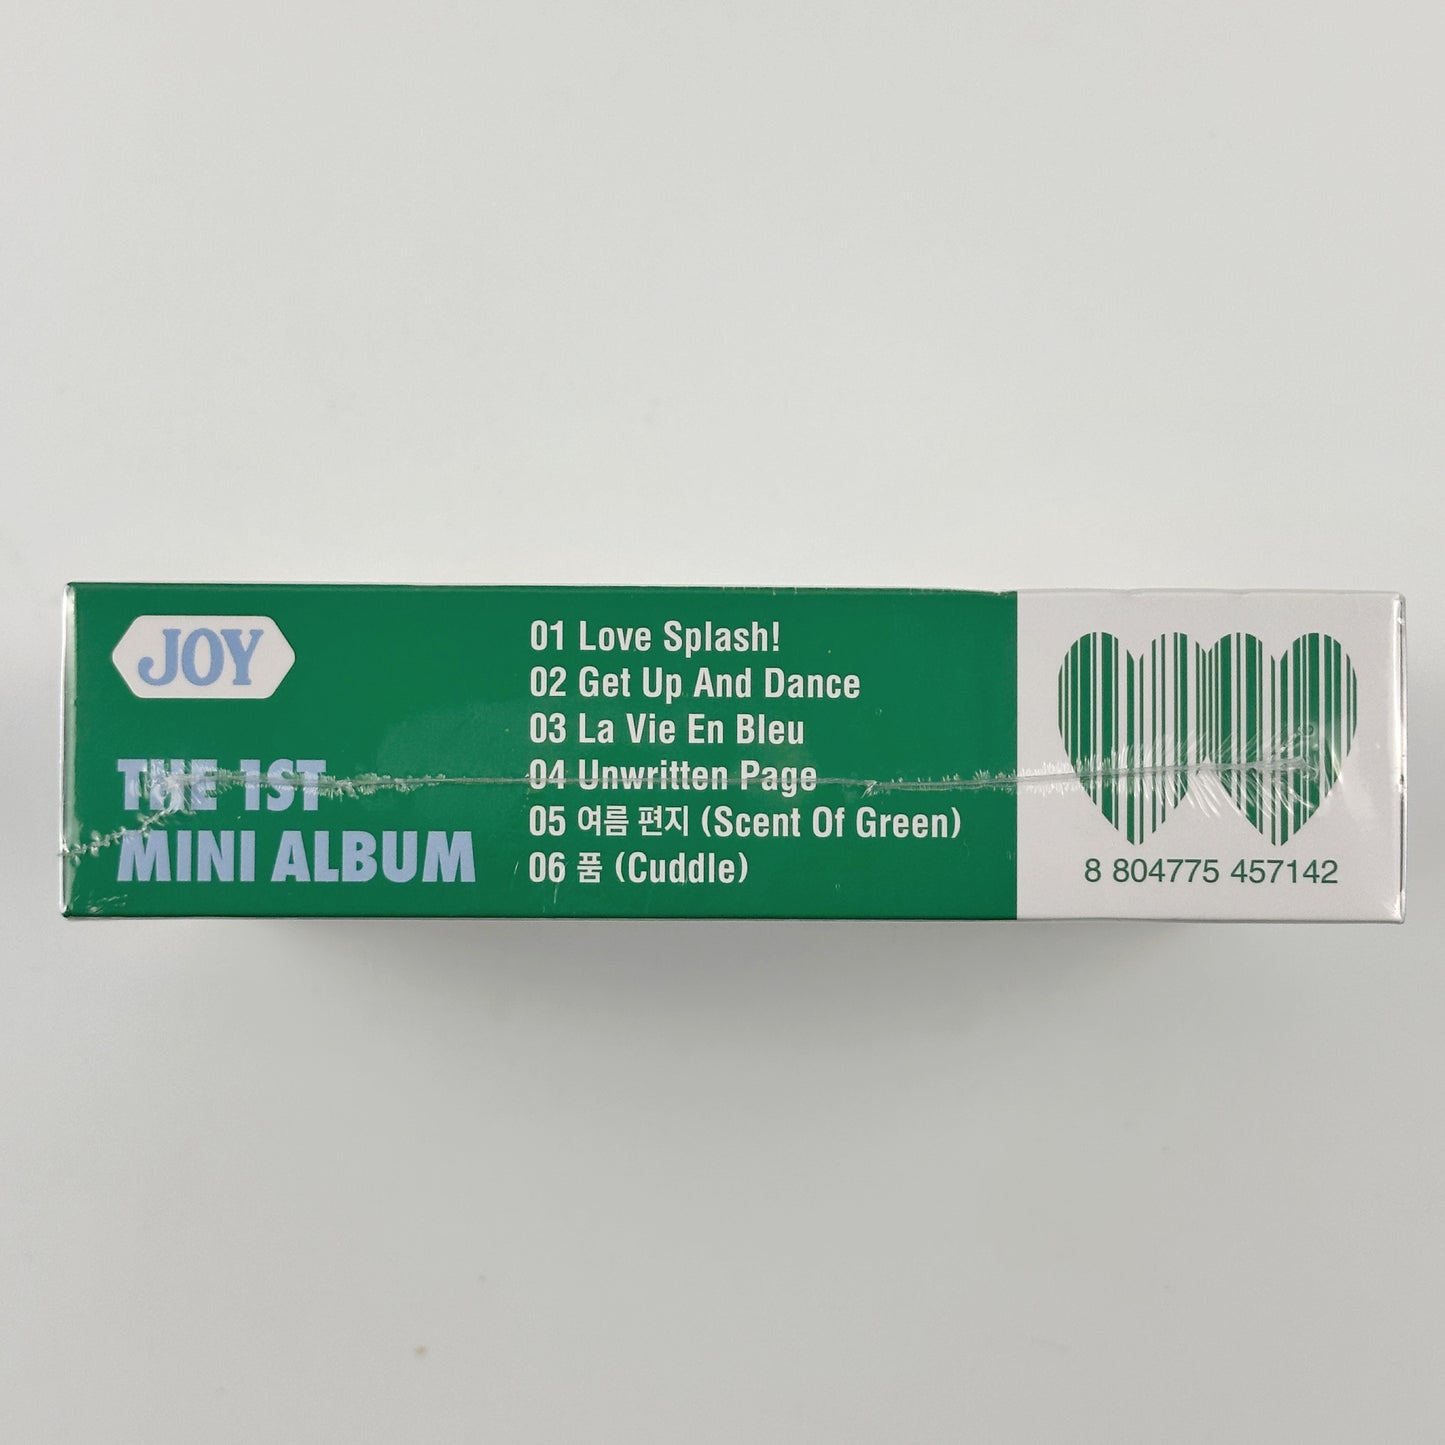 JOY
THE 1ST
MINI ALBUM
01 Love Splash!
02 Get Up And Dance
03 La Vie En Bleu
04 Unwritten Page
05 여름 편지 (Scent Of Green)
06 품 (Cuddle)
8 804775 457142